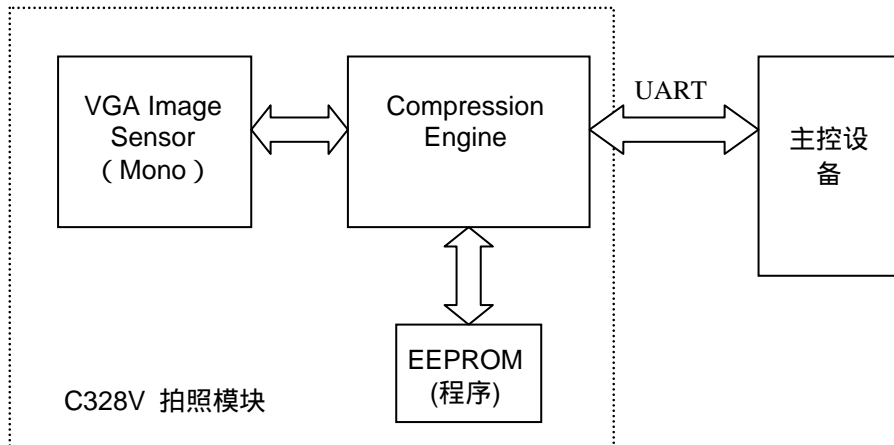 VGA Image
Sensor
（Mono）
Compression
Engine
UART
主控设
备
EEPROM
(程序)
C328V 拍照模块